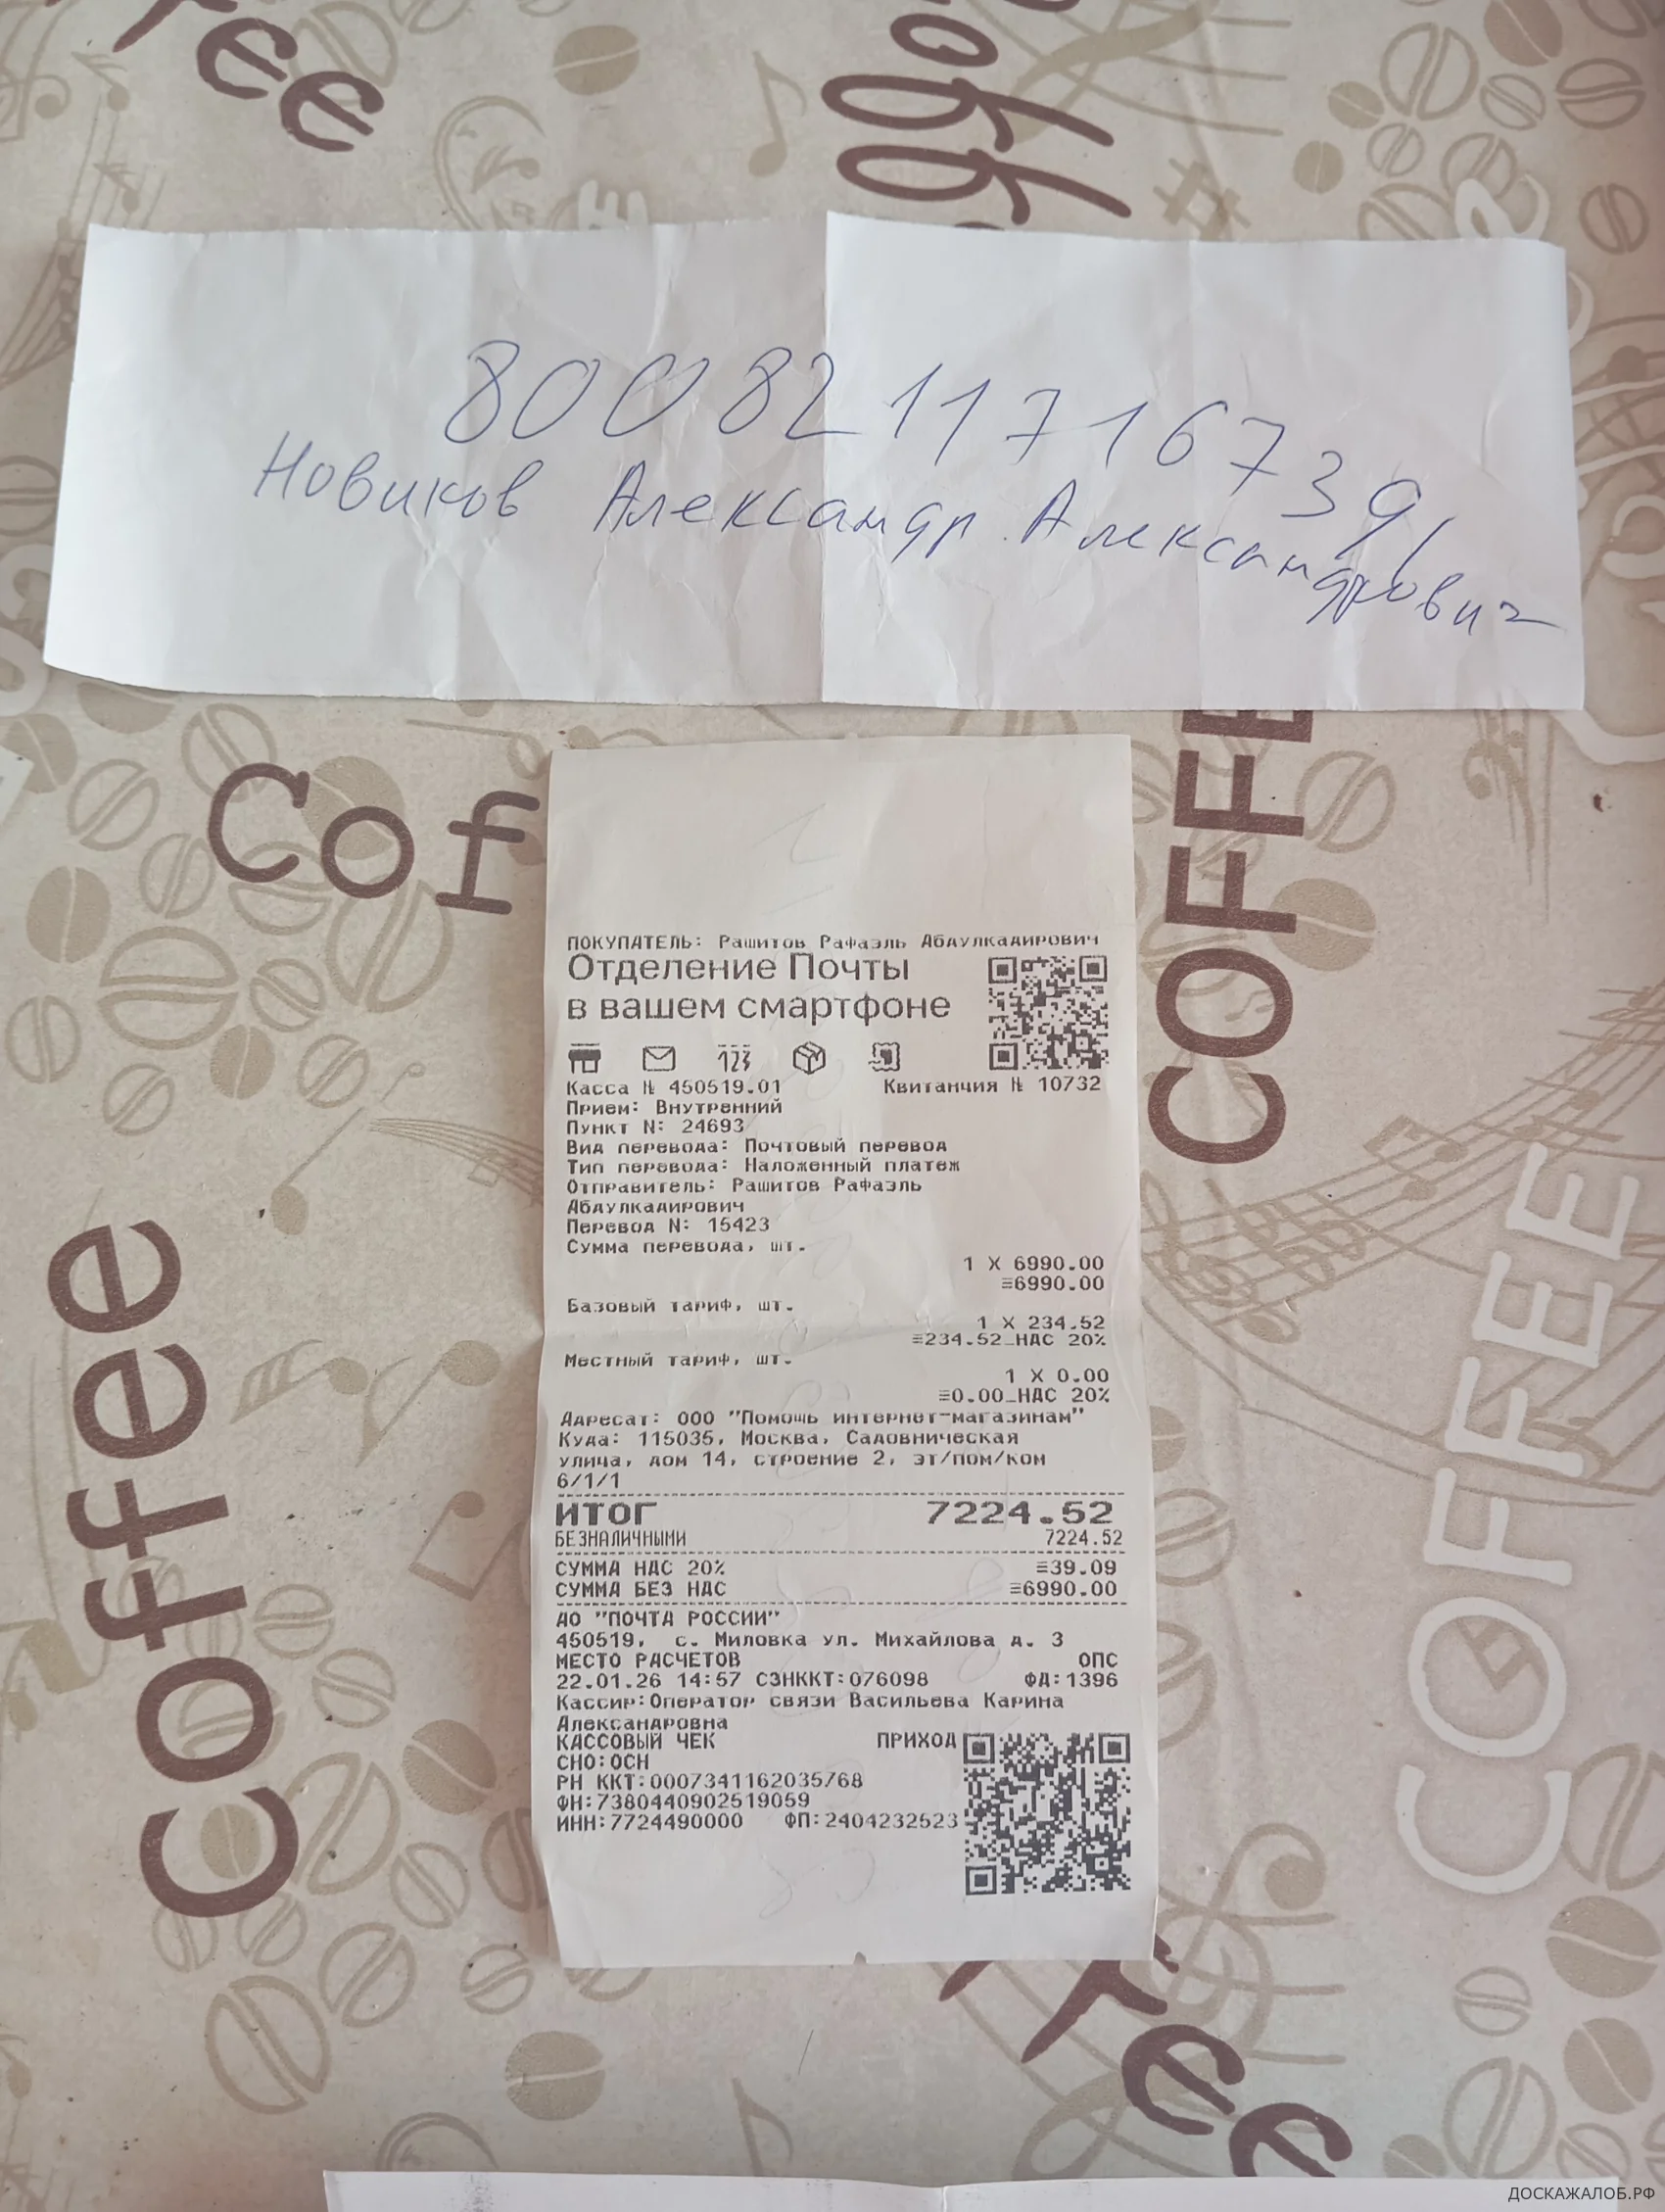 fee
Coff
8008211716739
Новиков Александр Александрович
Cof
COFFE
ПОКУПАТЕЛЬ: Рашитов Рафаэль Абдулкадирович
Отделение Почты
в вашем смартфоне
Касса № 450519.01 Квитанция № 10732
Прием: Внутренний
Пункт N: 24693
Вид перевода: Почтовый перевод
Тип перевода: Наложенный платеж
Отправитель: Рашитов Рафаэль
Абдулкадирович
Перевод N: 15423
Сумма перевода, шт.
1 X 6990.00
≡6990.00
Базовый тариф, шт.
1 X 234.52
≡234.52_НДС 20%
Местный тариф, шт.
1 X 0.00
≡0.00_НДС 20%
Адресат: ООО "Помощь интернет-магазинам"
Куда: 115035, Москва, Садовническая
улица, дом 14, строение 2, эт/пом/ком
6/1/1
ИТОГ 7224.52
БЕЗНАЛИЧНЫМИ 7224.52
СУММА НДС 20% ≡39.09
СУММА БЕЗ НДС ≡6990.00
АО "ПОЧТА РОССИИ"
450519, с. Миловка ул. Михайлова д. 3
МЕСТО РАСЧЕТОВ ОПС
22.01.26 14:57 СЗНККТ:076098 ФД:1396
Кассир:Оператор связи Васильева Карина
Александровна
КАССОВЫЙ ЧЕК ПРИХОД
СНО:ОСН
РН ККТ:0007341162035768
ФН:7380440902519059
ИНН:7724490000 ФП:2404232523
coffee
COFFEE
fee
ДОСКАЖАЛОБ.РФ